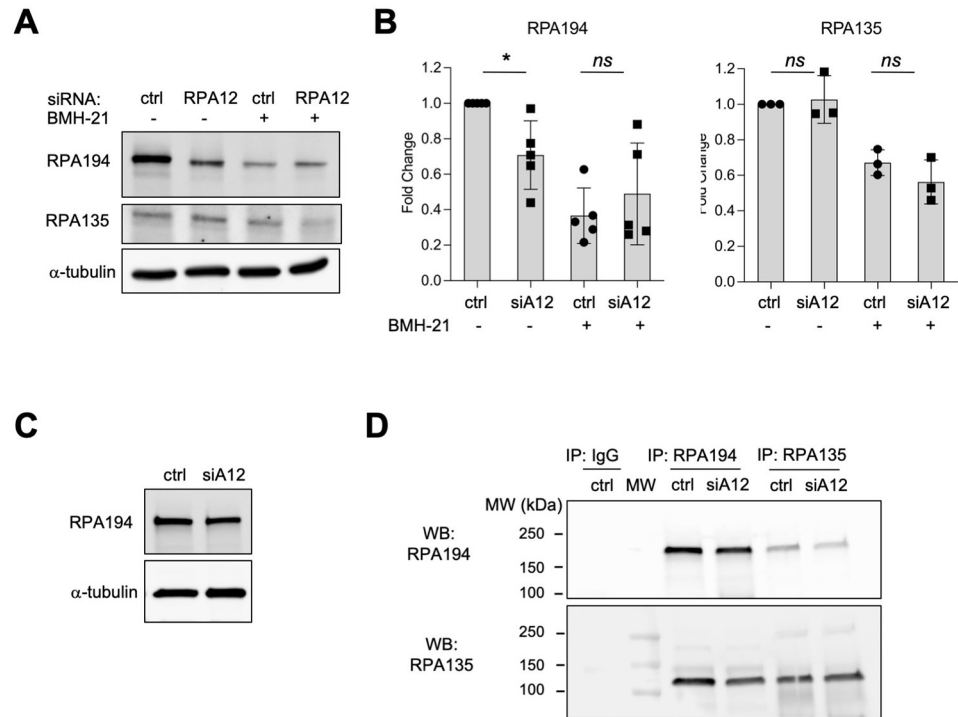 A
siRNA: ctrl RPA12 ctrl RPA12
BMH-21 - - + +
RPA194
RPA135
α-tubulin
B
RPA194
* ns
Fold Change
1.2
1.0
0.8
0.6
0.4
0.2
0.0
ctrl siA12 ctrl siA12
BMH-21 - - + +
RPA135
ns ns
Fold Change
1.2
1.0
0.8
0.6
0.4
0.2
0.0
ctrl siA12 ctrl siA12
- - + +
C
ctrl siA12
RPA194
α-tubulin
D
IP: IgG IP: RPA194 IP: RPA135
ctrl MW ctrl siA12 ctrl siA12
MW (kDa)
WB:
RPA194
250
150
100
WB:
RPA135
250
150
100